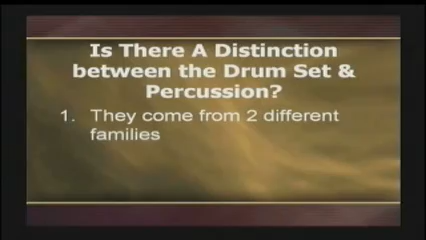 Is There A Distinction
between the Drum Set &
Percussion?
1. They come from 2 different
families